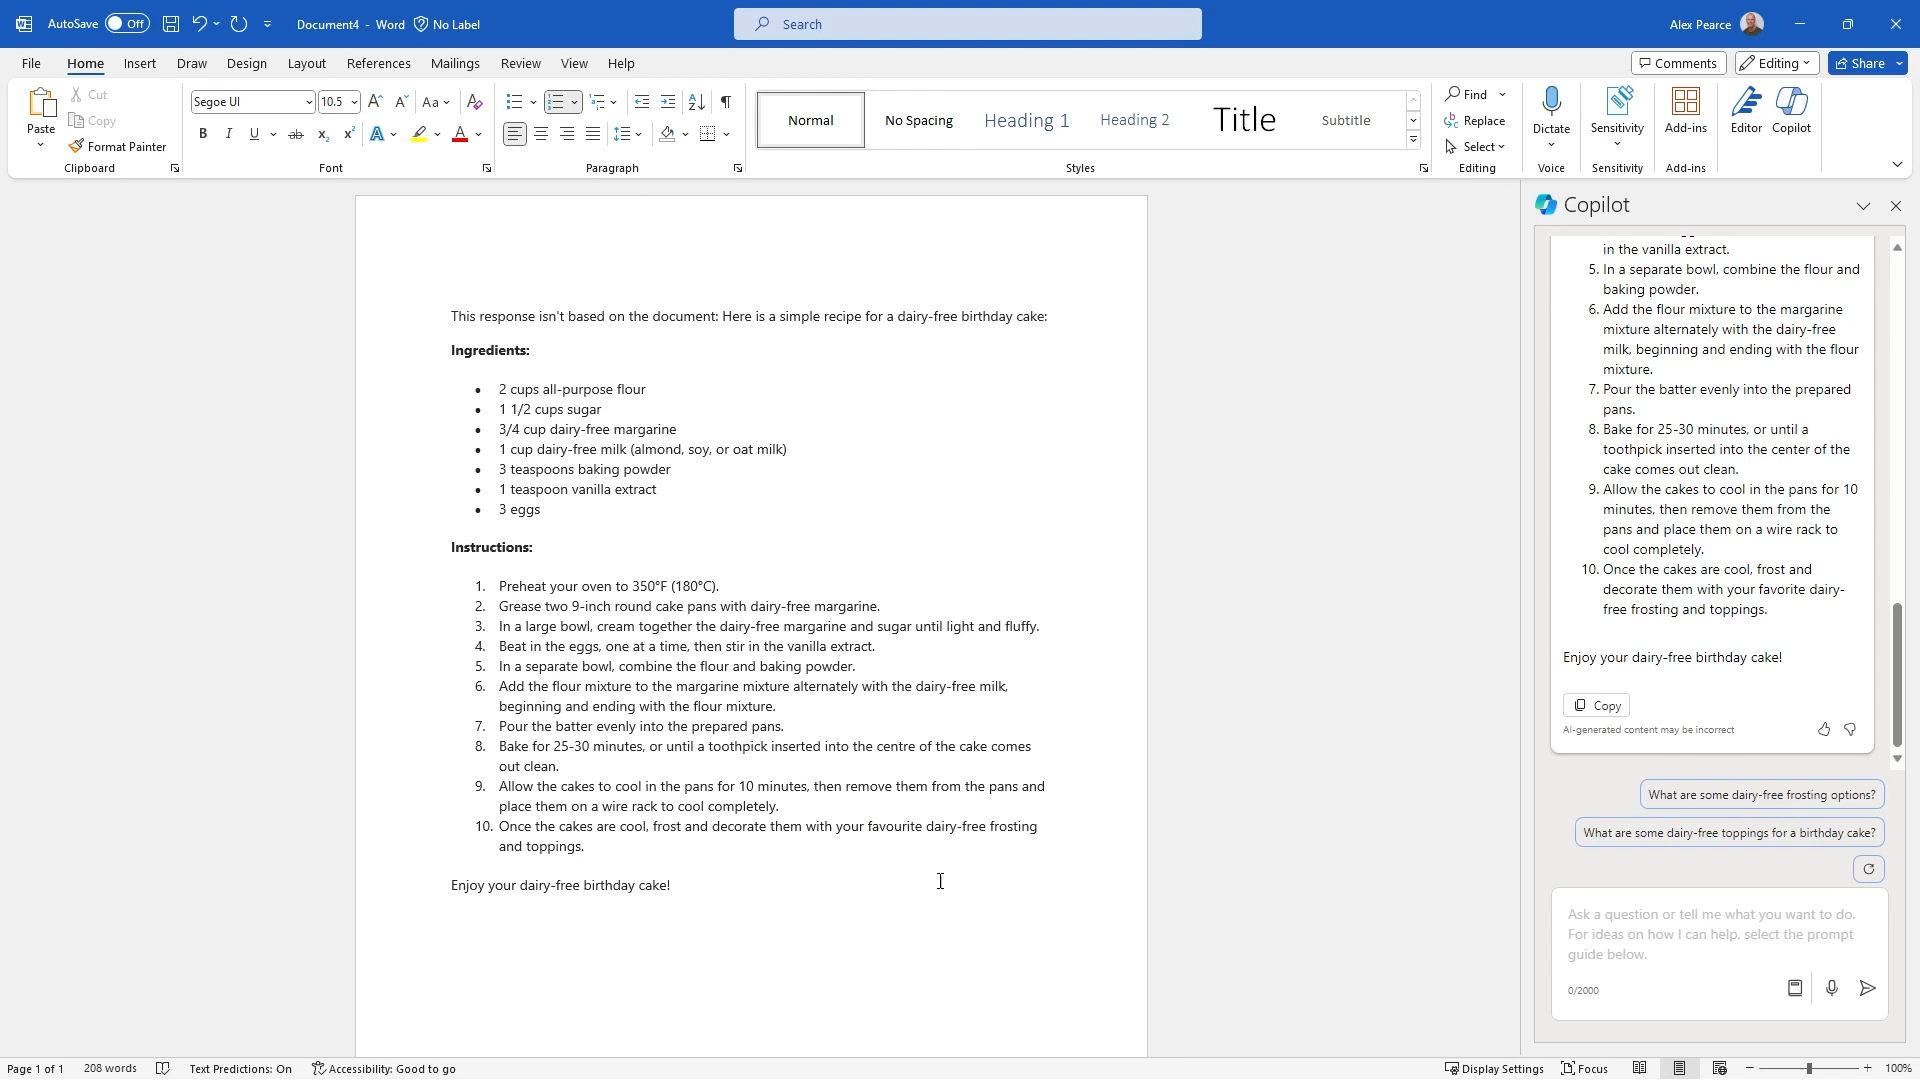 AutoSave Off Document4 - Word No Label Search Alex Pearce
File Home Insert Draw Design Layout References Mailings Review View Help Comments Editing Share
Paste
Cut
Copy
Format Painter
Clipboard
Segoe UI 10.5 Aa
B I U ab x₂ x² A A
Font
Paragraph
Normal No Spacing Heading 1 Heading 2 Title Subtitle
Styles
Find
Replace
Select
Editing
Dictate
Voice
Sensitivity
Sensitivity
Add-ins
Add-ins
Editor Copilot
This response isn't based on the document: Here is a simple recipe for a dairy-free birthday cake:
Ingredients:
• 2 cups all-purpose flour
• 1 1/2 cups sugar
• 3/4 cup dairy-free margarine
• 1 cup dairy-free milk (almond, soy, or oat milk)
• 3 teaspoons baking powder
• 1 teaspoon vanilla extract
• 3 eggs
Instructions:
1. Preheat your oven to 350°F (180°C).
2. Grease two 9-inch round cake pans with dairy-free margarine.
3. In a large bowl, cream together the dairy-free margarine and sugar until light and fluffy.
4. Beat in the eggs, one at a time, then stir in the vanilla extract.
5. In a separate bowl, combine the flour and baking powder.
6. Add the flour mixture to the margarine mixture alternately with the dairy-free milk,
beginning and ending with the flour mixture.
7. Pour the batter evenly into the prepared pans.
8. Bake for 25-30 minutes, or until a toothpick inserted into the centre of the cake comes
out clean.
9. Allow the cakes to cool in the pans for 10 minutes, then remove them from the pans and
place them on a wire rack to cool completely.
10. Once the cakes are cool, frost and decorate them with your favourite dairy-free frosting
and toppings.
Enjoy your dairy-free birthday cake!
Copilot
in the vanilla extract.
5. In a separate bowl, combine the flour and
baking powder.
6. Add the flour mixture to the margarine
mixture alternately with the dairy-free
milk, beginning and ending with the flour
mixture.
7. Pour the batter evenly into the prepared
pans.
8. Bake for 25-30 minutes, or until a
toothpick inserted into the center of the
cake comes out clean.
9. Allow the cakes to cool in the pans for 10
minutes, then remove them from the
pans and place them on a wire rack to
cool completely.
10. Once the cakes are cool, frost and
decorate them with your favorite dairy-
free frosting and toppings.
Enjoy your dairy-free birthday cake!
Copy
AI-generated content may be incorrect
What are some dairy-free frosting options?
What are some dairy-free toppings for a birthday cake?
Ask a question or tell me what you want to do.
For ideas on how I can help, select the prompt
guide below.
0/2000
Page 1 of 1 208 words Text Predictions: On Accessibility: Good to go Display Settings Focus 100%